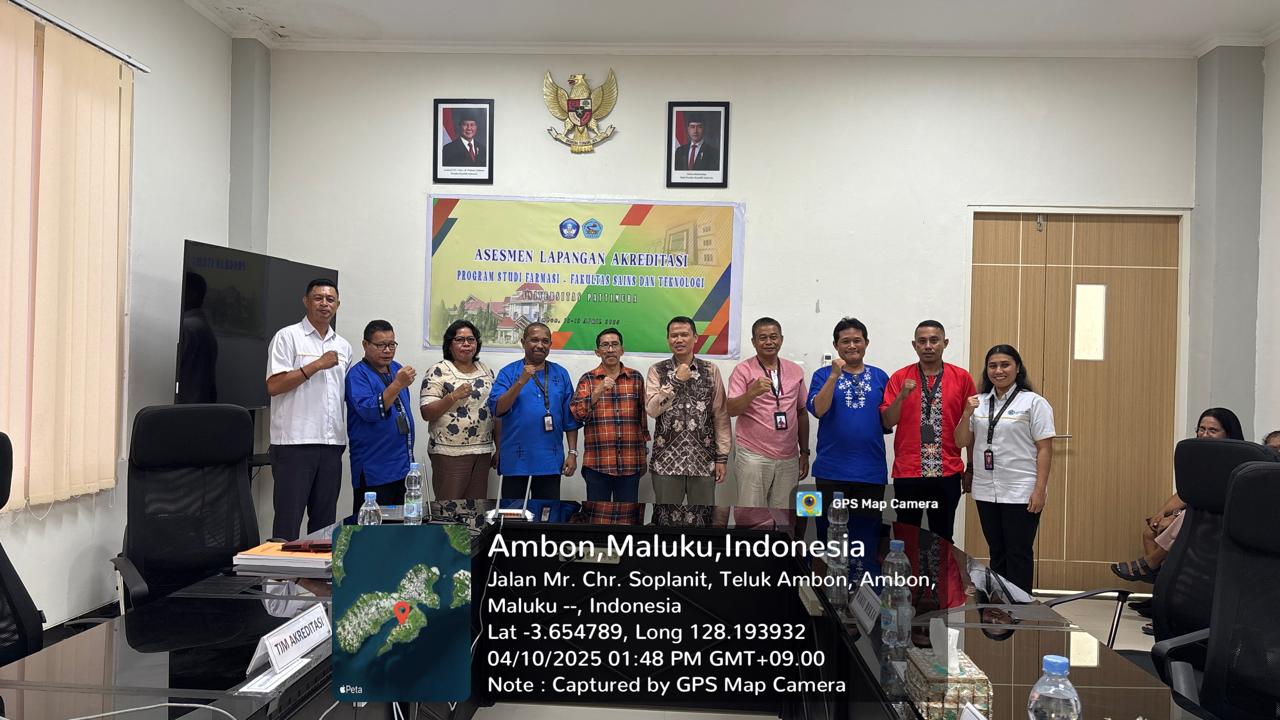 ASESMEN LAPANGAN AKREDITASI
PROGRAM STUDI FARMASI - FAKULTAS SAINS DAN TEKNOLOGI
UNIVERSITAS PATTIMURA
TIM AKREDITASI
GPS Map Camera
Ambon,Maluku,Indonesia
Jalan Mr. Chr. Soplanit, Teluk Ambon, Ambon,
Maluku --, Indonesia
Lat -3.654789, Long 128.193932
04/10/2025 01:48 PM GMT+09.00
Note : Captured by GPS Map Camera
Peta